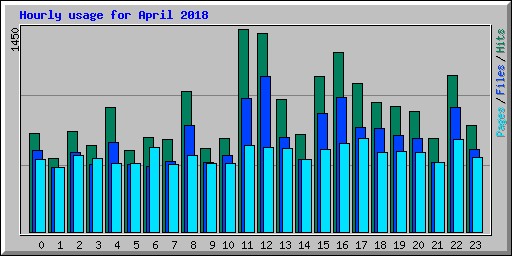 Hourly usage for April 2018
1450
Pages/Files/Hits
0 1 2 3 4 5 6 7 8 9 10 11 12 13 14 15 16 17 18 19 20 21 22 23